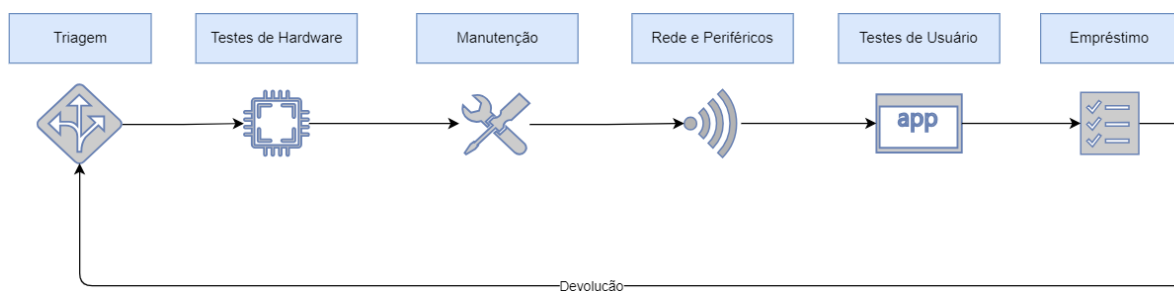 Triagem
Testes de Hardware
Manutenção
Rede e Periféricos
Testes de Usuário
Empréstimo
app
Devolução